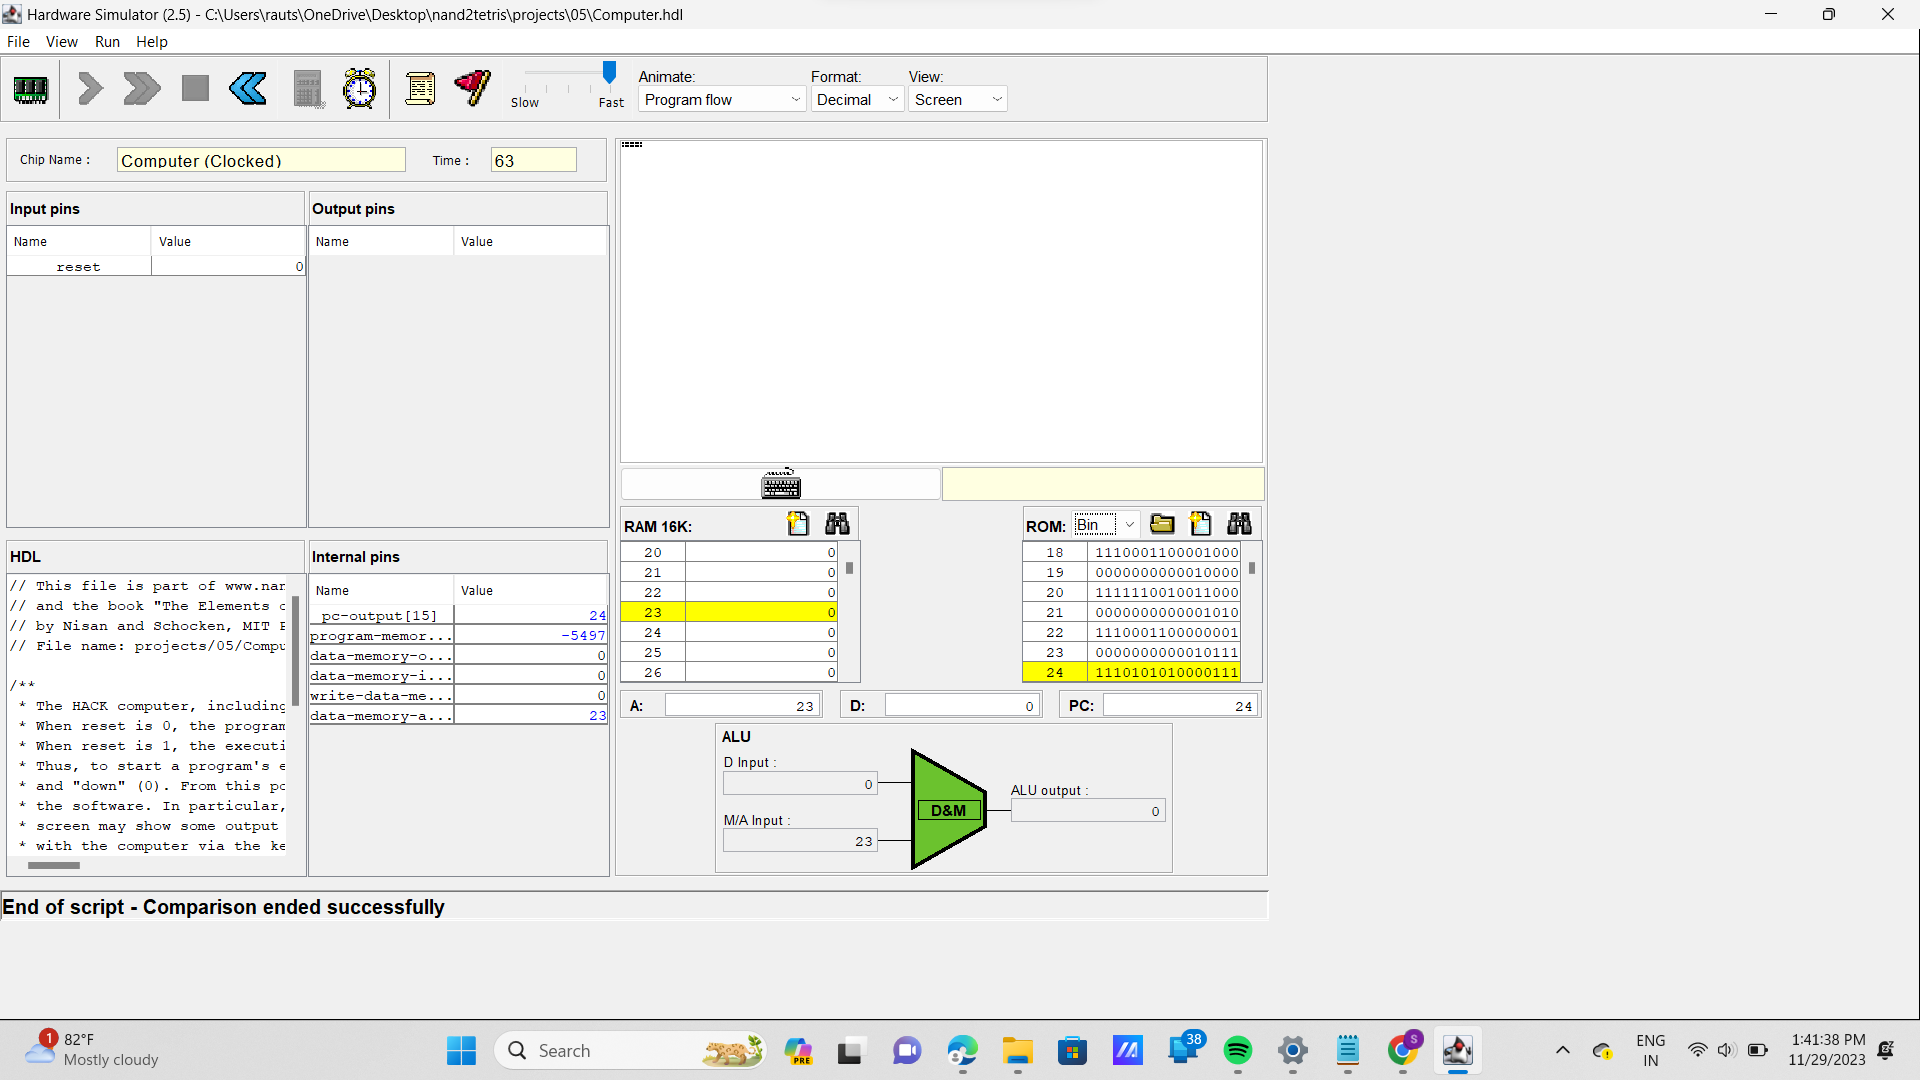 Hardware Simulator (2.5) - C:\Users\rauts\OneDrive\Desktop\nand2tetris\projects\05\Computer.hdl
File View Run Help
Slow Fast
Animate: Format: View:
Program flow Decimal Screen
Chip Name : Computer (Clocked) Time : 63
Input pins
Name Value
reset 0
Output pins
Name Value
HDL
// This file is part of www.nan
// and the book "The Elements
// by Nisan and Schocken, MIT
// File name: projects/05/Compu
/**
* The HACK computer, including
* When reset is 0, the program
* When reset is 1, the executi
* Thus, to start a program's e
* and "down" (0). From this po
* the software. In particular,
* screen may show some output
* with the computer via the ke
Internal pins
Name Value
pc-output[15] 24
program-memor... -5497
data-memory-o... 0
data-memory-i... 0
write-data-me... 0
data-memory-a... 23
RAM 16K:
20 0
21 0
22 0
23 0
24 0
25 0
26 0
ROM: Bin
18 1110001100001000
19 0000000000010000
20 1111110010011000
21 0000000000001010
22 1110001100000001
23 0000000000010111
24 1110101010000111
A: 23 D: 0 PC: 24
ALU
D Input :
0
M/A Input :
23
D&M
ALU output :
0
End of script - Comparison ended successfully
1
82°F
Mostly cloudy
Search
PRE
38
S
ENG
IN
1:41:38 PM
11/29/2023